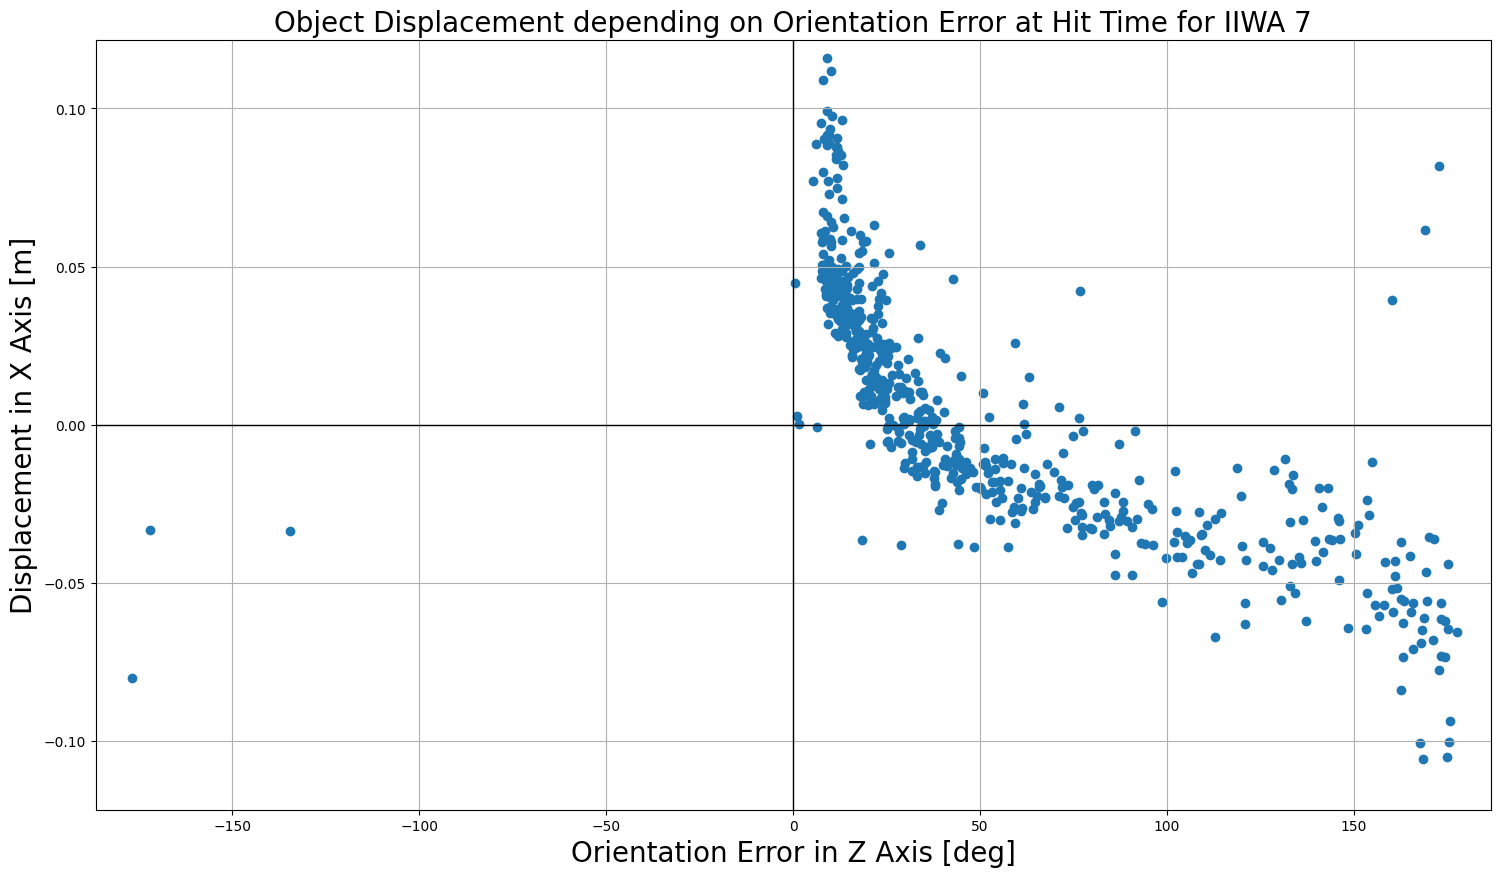 Object Displacement depending on Orientation Error at Hit Time for IIWA 7
Displacement in X Axis [m]
0.10
0.05
0.00
−0.05
−0.10
−150 −100 −50 0 50 100 150
Orientation Error in Z Axis [deg]